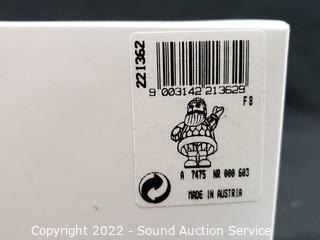 221362
9 003142 213629
F8
A 7475 NR 000 603
MADE IN AUSTRIA
Copyright 2022 - Sound Auction Service